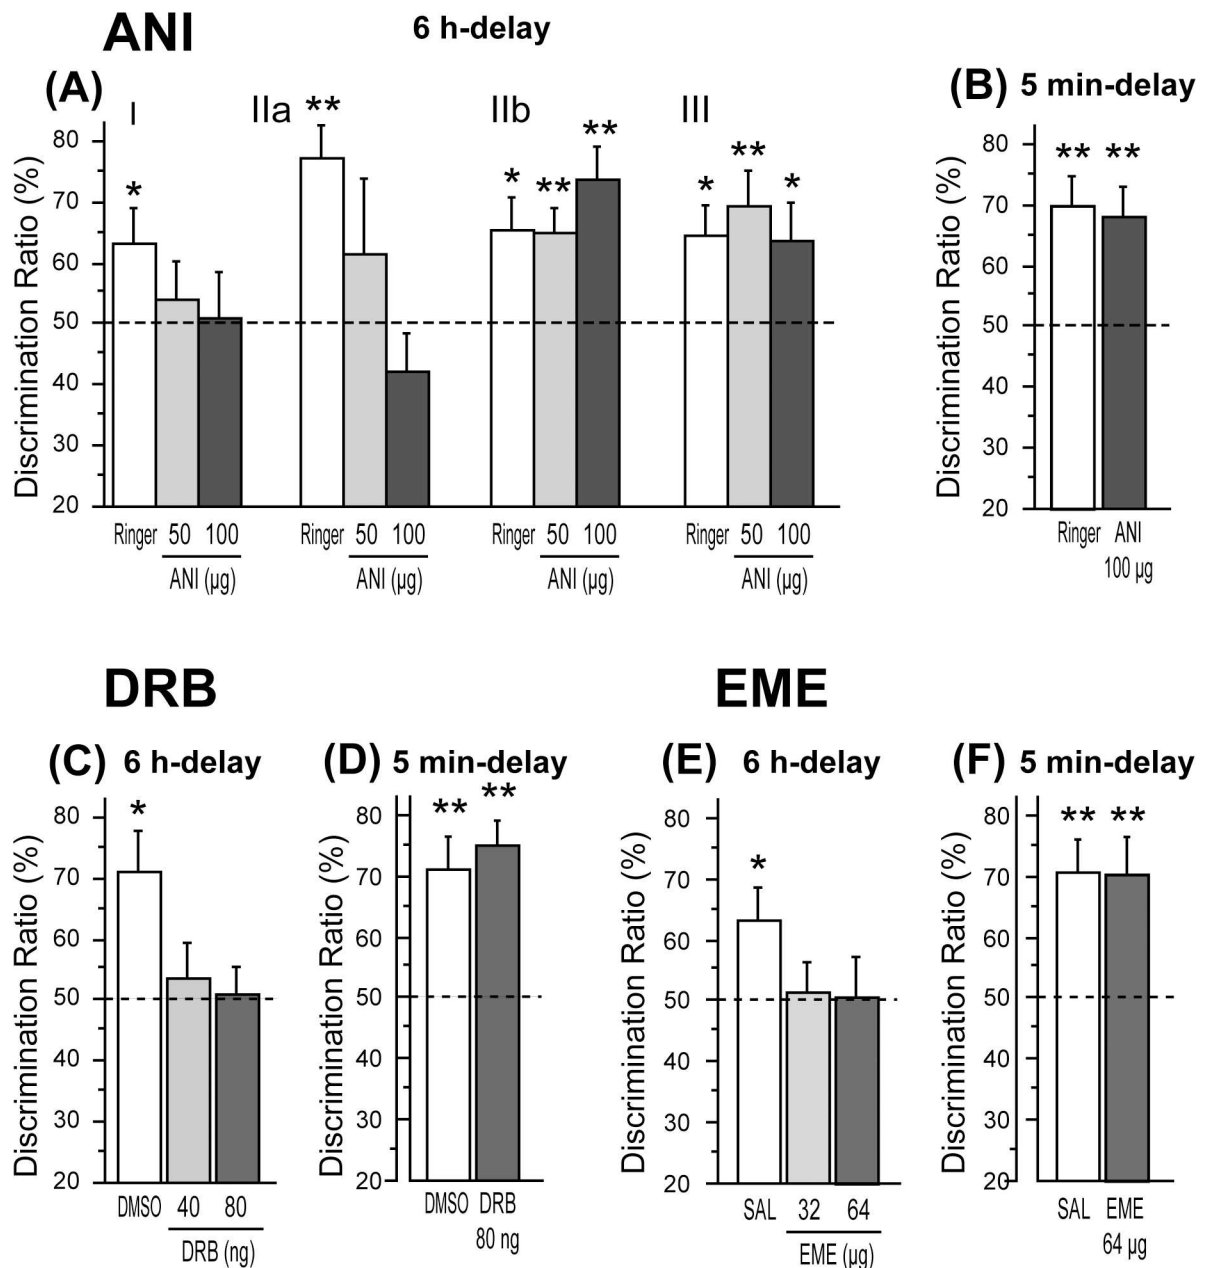 ANI
6 h-delay
(A)
I
IIa
IIb
III
*
**
*
**
**
*
**
*
Discrimination Ratio (%)
80
70
60
50
40
30
20
Ringer 50 100
ANI (µg)
Ringer 50 100
ANI (µg)
Ringer 50 100
ANI (µg)
Ringer 50 100
ANI (µg)
(B) 5 min-delay
** **
Discrimination Ratio (%)
80
70
60
50
40
30
20
Ringer ANI
100 µg
DRB
(C) 6 h-delay
*
Discrimination Ratio (%)
80
70
60
50
40
30
20
DMSO 40 80
DRB (ng)
(D) 5 min-delay
** **
Discrimination Ratio (%)
80
70
60
50
40
30
20
DMSO DRB
80 ng
EME
(E) 6 h-delay
*
Discrimination Ratio (%)
80
70
60
50
40
30
20
SAL 32 64
EME (µg)
(F) 5 min-delay
** **
Discrimination Ratio (%)
80
70
60
50
40
30
20
SAL EME
64 µg